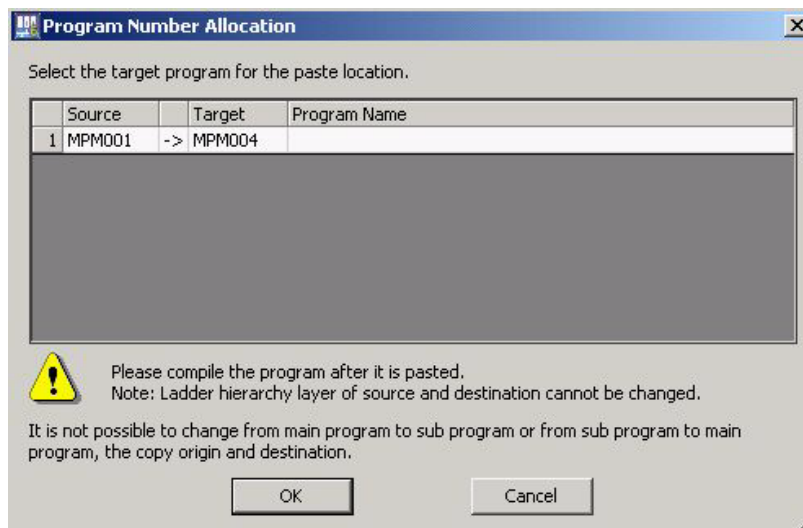 Program Number Allocation
Select the target program for the paste location.
Source Target Program Name
1 MPM001 -> MPM004
Please compile the program after it is pasted.
Note: Ladder hierarchy layer of source and destination cannot be changed.
It is not possible to change from main program to sub program or from sub program to main
program, the copy origin and destination.
OK Cancel